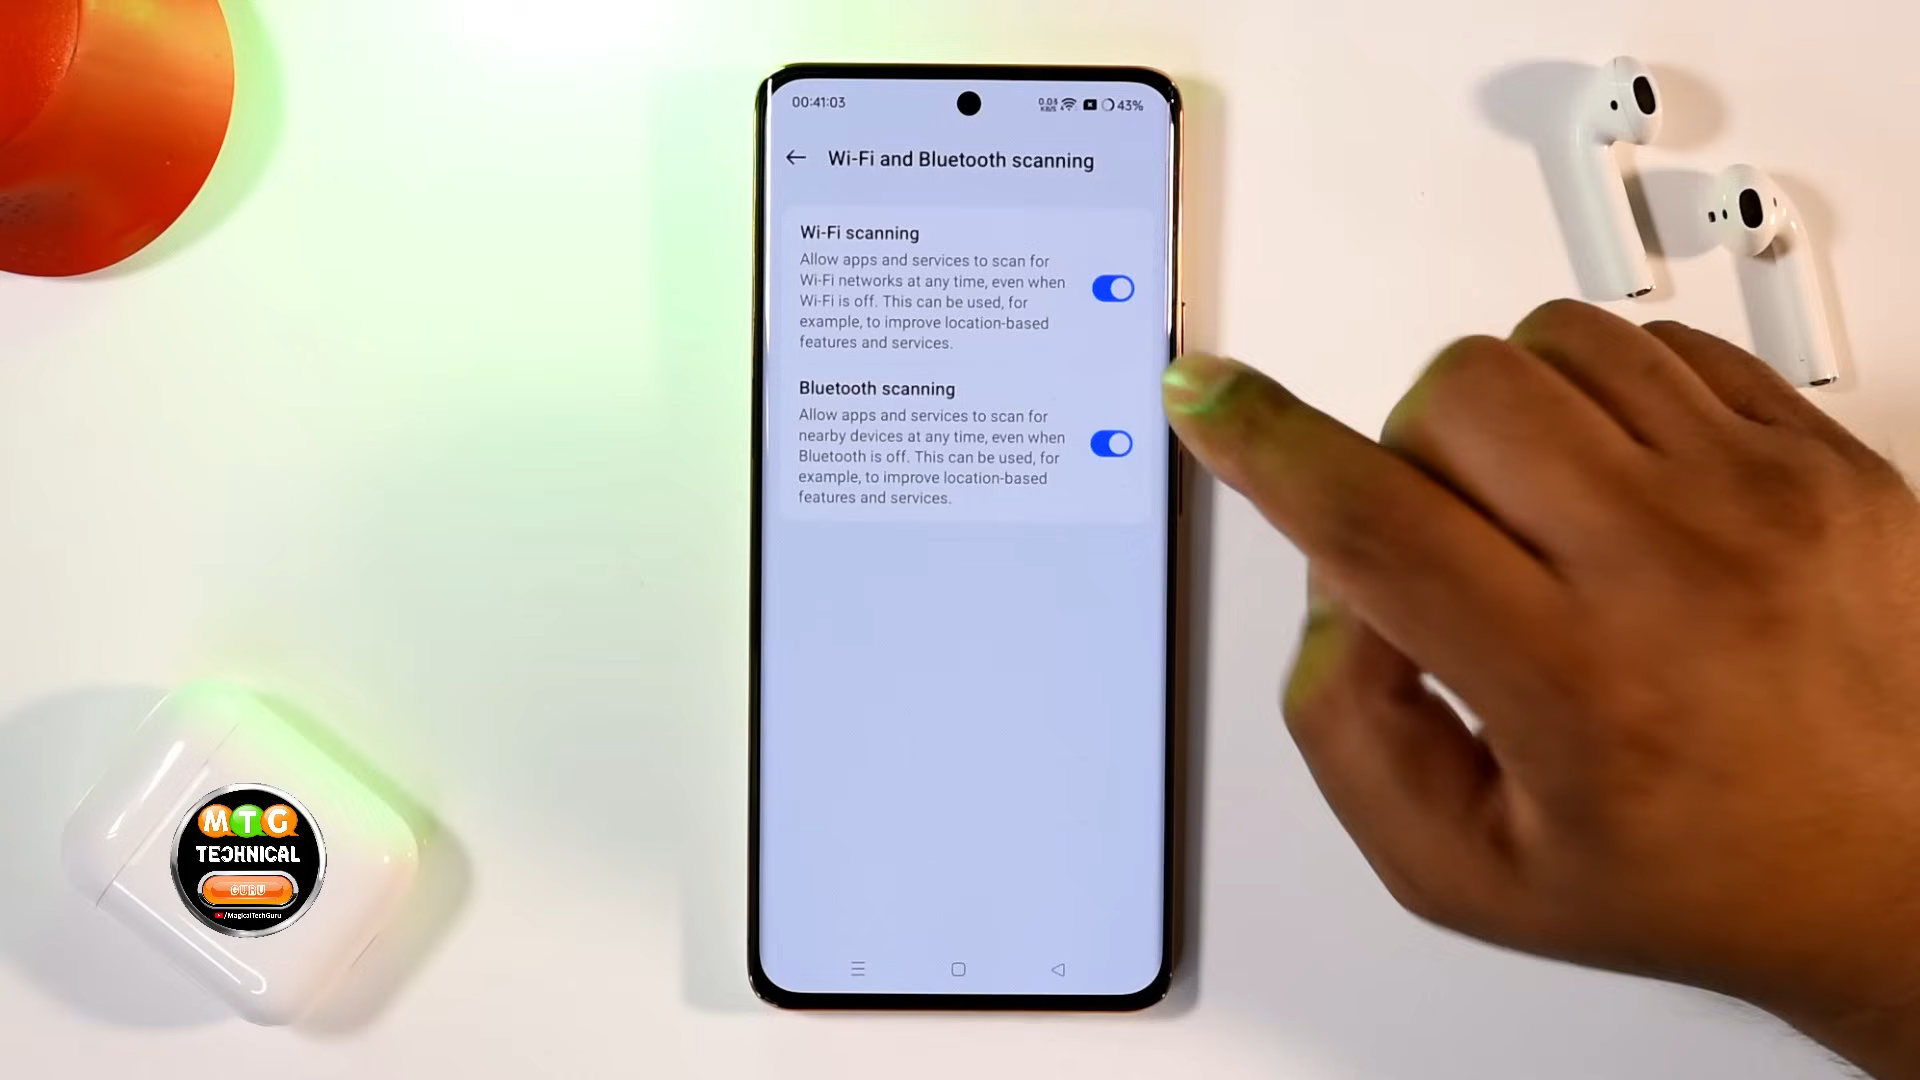 00:41:03
0.03
KB/S
43%
Wi-Fi and Bluetooth scanning
Wi-Fi scanning
Allow apps and services to scan for
Wi-Fi networks at any time, even when
Wi-Fi is off. This can be used, for
example, to improve location-based
features and services.
Bluetooth scanning
Allow apps and services to scan for
nearby devices at any time, even when
Bluetooth is off. This can be used, for
example, to improve location-based
features and services.
MTG
TECHNICAL
GURU
/MagicalTechGuru